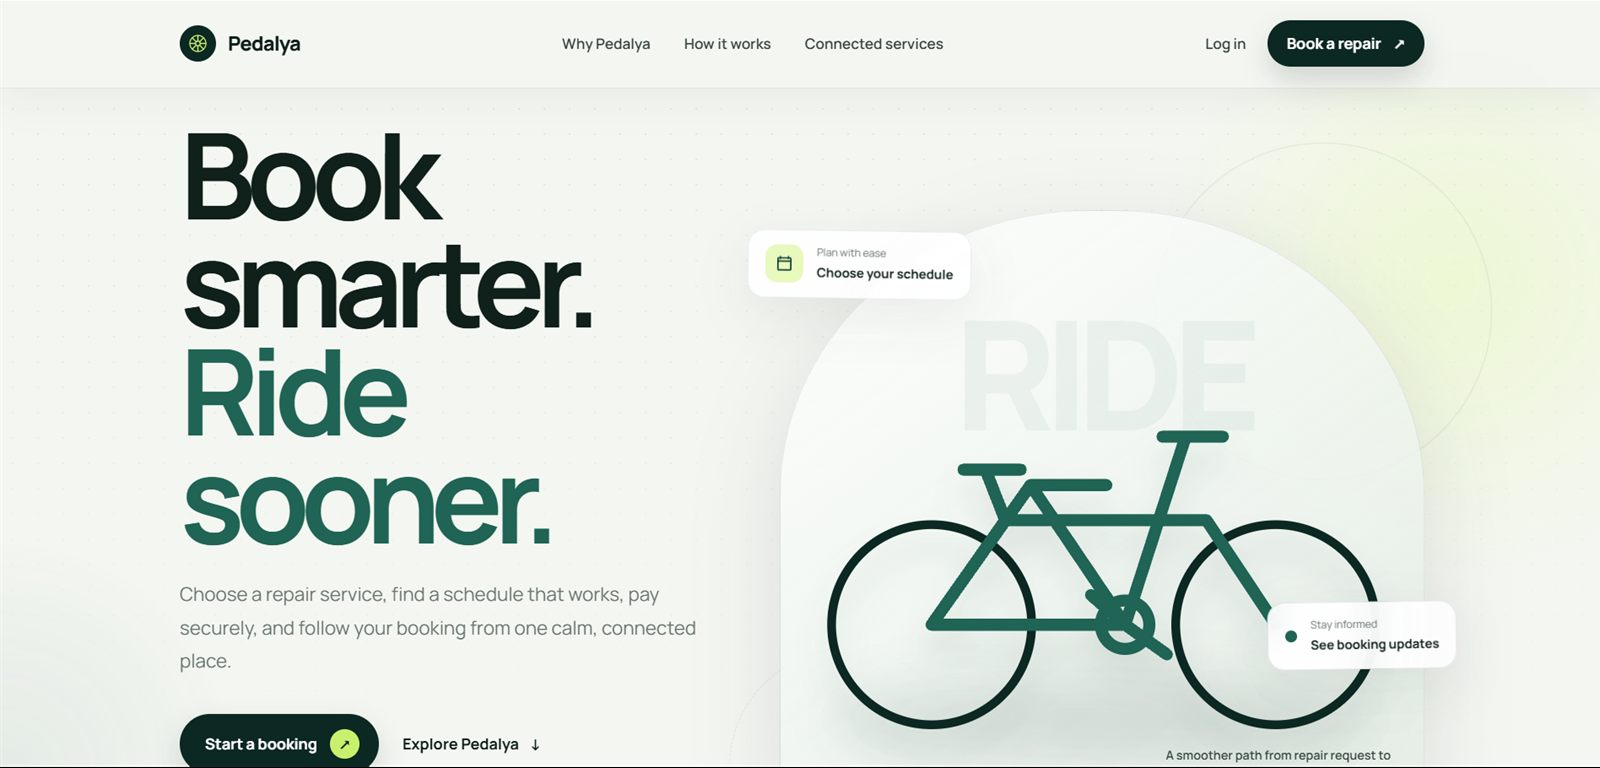 Pedalya
Why Pedalya
How it works
Connected services
Log in
Book a repair ↗
Book
smarter.
Ride
sooner.
Choose a repair service, find a schedule that works, pay
securely, and follow your booking from one calm, connected
place.
Start a booking ↗
Explore Pedalya ↓
Plan with ease
Choose your schedule
RIDE
Stay informed
See booking updates
A smoother path from repair request to